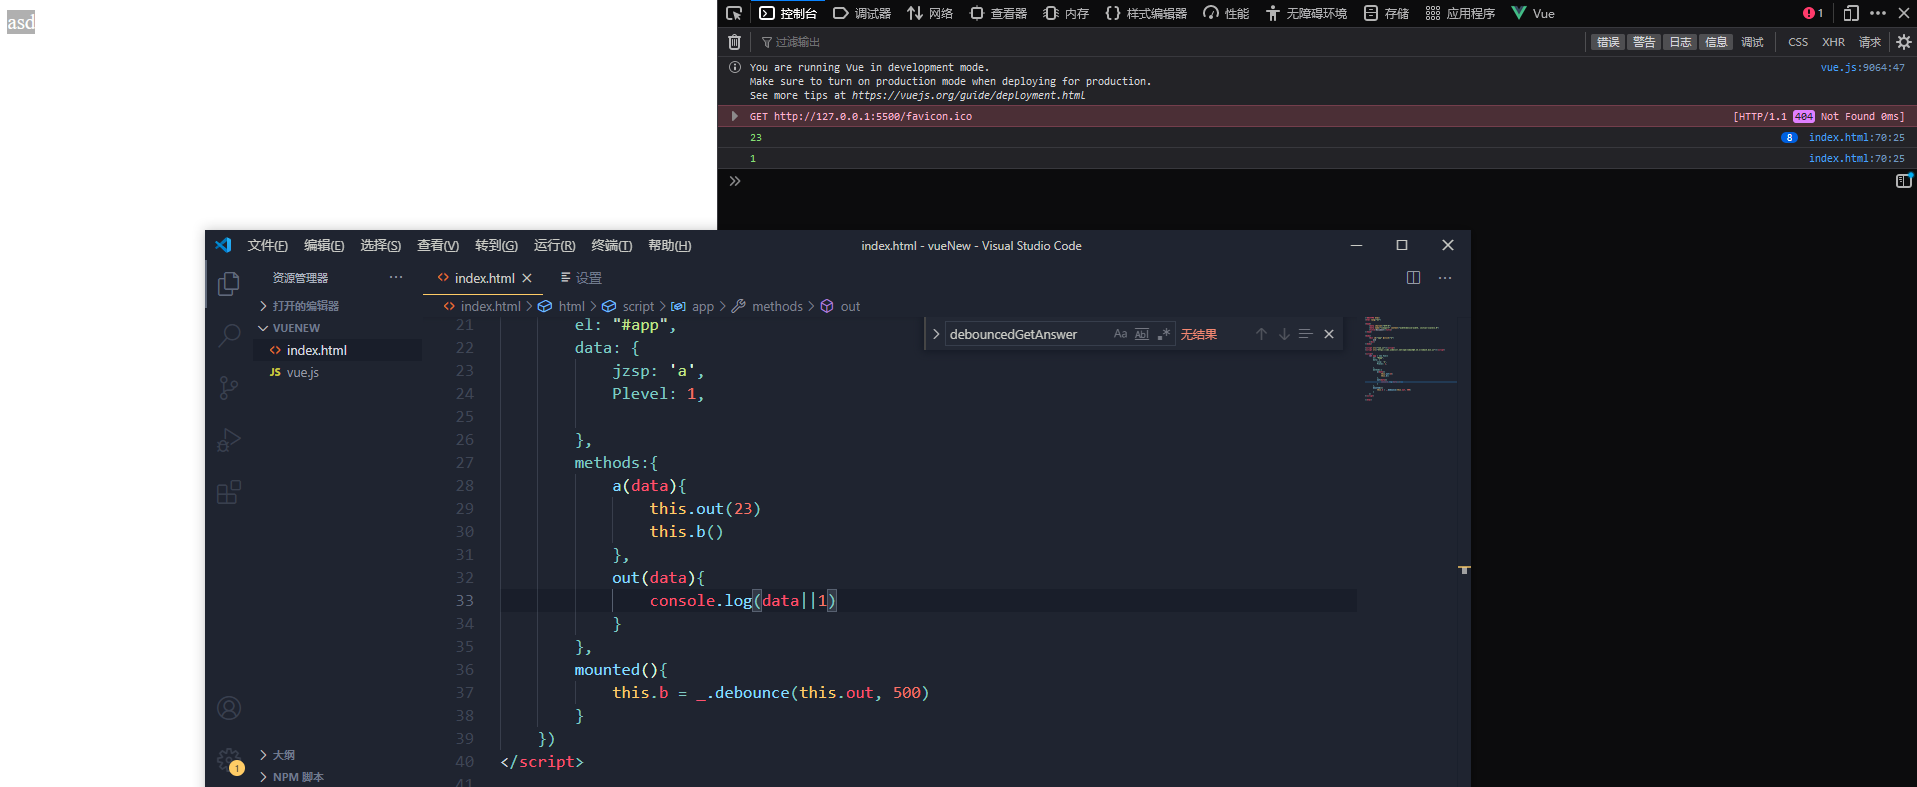 asd
控制台 调试器 网络 查看器 内存 样式编辑器 性能 无障碍环境 存储 应用程序 Vue 1
过滤输出 错误 警告 日志 信息 调试 CSS XHR 请求
You are running Vue in development mode. vue.js:9064:47
Make sure to turn on production mode when deploying for production.
See more tips at https://vuejs.org/guide/deployment.html
GET http://127.0.0.1:5500/favicon.ico [HTTP/1.1 404 Not Found 0ms]
23 8 index.html:70:25
1 index.html:70:25
文件(F) 编辑(E) 选择(S) 查看(V) 转到(G) 运行(R) 终端(T) 帮助(H) index.html - vueNew - Visual Studio Code
资源管理器 ··· index.html 设置
打开的编辑器 index.html > html > script > app > methods > out
VUENEW
index.html
JS vue.js
debouncedGetAnswer Aa Abl .* 无结果
21 el: "#app",
22 data: {
23 jzsp: 'a',
24 Plevel: 1,
25
26 },
27 methods:{
28 a(data){
29 this.out(23)
30 this.b()
31 },
32 out(data){
33 console.log(data||1)
34 }
35 },
36 mounted(){
37 this.b = _.debounce(this.out, 500)
38 }
39 })
40 </script>
41
大纲
1
NPM 脚本